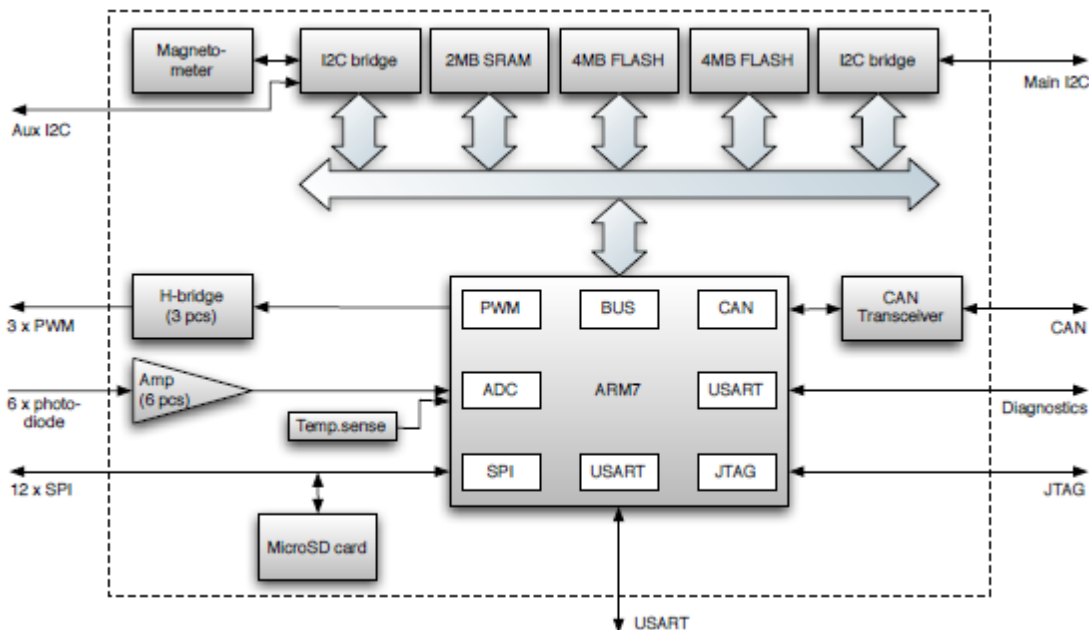 Magneto-
meter
I2C bridge
2MB SRAM
4MB FLASH
4MB FLASH
I2C bridge
Main I2C
Aux I2C
H-bridge
(3 pcs)
3 x PWM
PWM
BUS
CAN
CAN
Transceiver
CAN
Amp
(6 pcs)
6 x photo-
diode
ADC
ARM7
USART
Diagnostics
Temp.sense
12 x SPI
SPI
USART
JTAG
JTAG
MicroSD card
USART